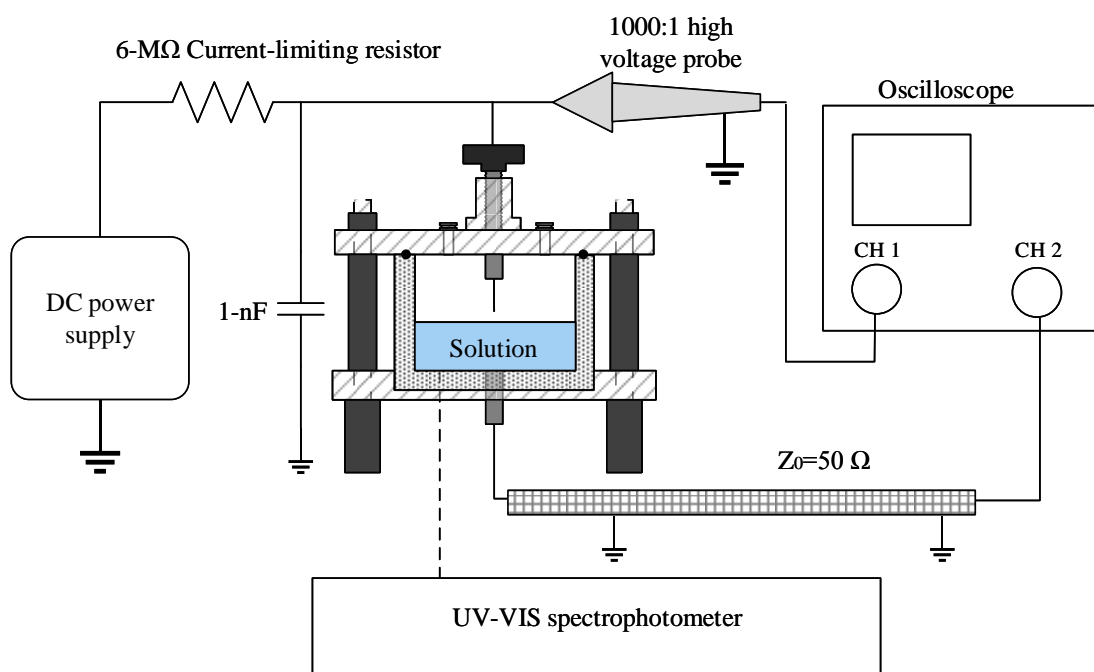 6-MΩ Current-limiting resistor
1000:1 high
voltage probe
Oscilloscope
CH 1
CH 2
DC power
supply
1-nF
Solution
Z0=50 Ω
UV-VIS spectrophotometer